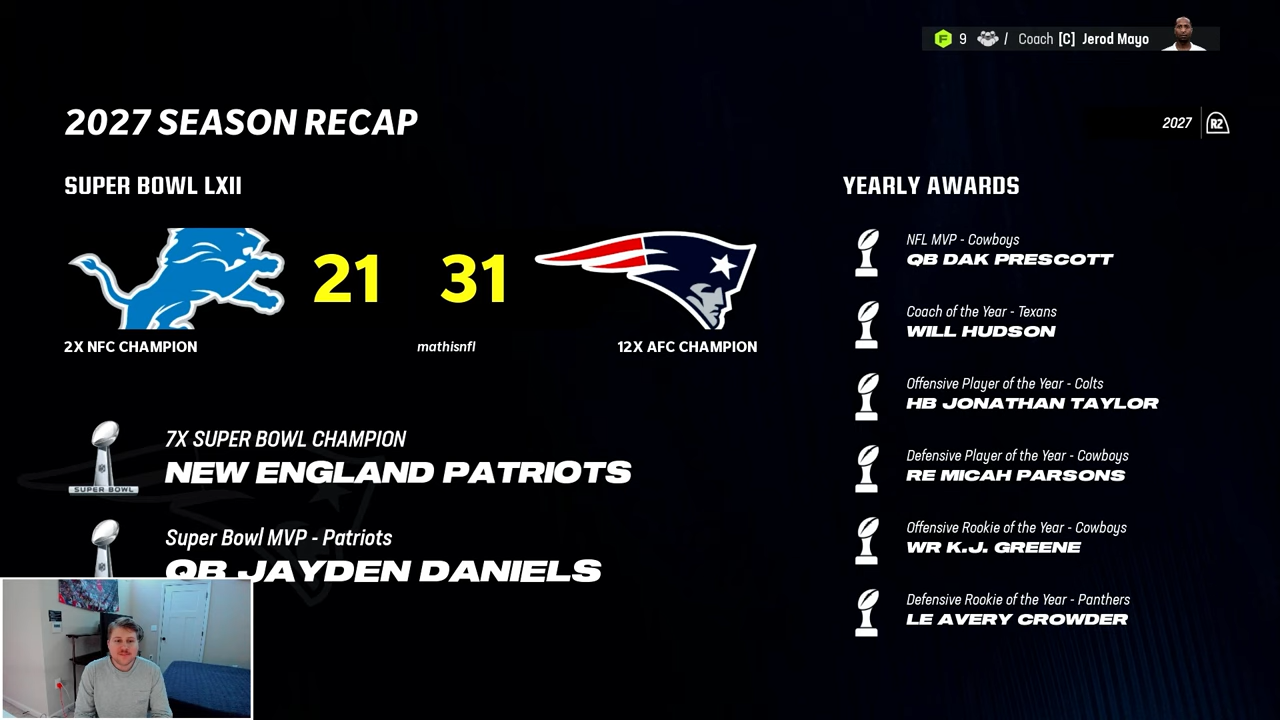 9 / Coach [C] Jerod Mayo
2027 SEASON RECAP
2027 R2
SUPER BOWL LXII
21 31
2X NFC CHAMPION
mathisnfl
12X AFC CHAMPION
7X SUPER BOWL CHAMPION
NEW ENGLAND PATRIOTS
SUPER BOWL
Super Bowl MVP - Patriots
QB JAYDEN DANIELS
YEARLY AWARDS
NFL MVP - Cowboys
QB DAK PRESCOTT
Coach of the Year - Texans
WILL HUDSON
Offensive Player of the Year - Colts
HB JONATHAN TAYLOR
Defensive Player of the Year - Cowboys
RE MICAH PARSONS
Offensive Rookie of the Year - Cowboys
WR K.J. GREENE
Defensive Rookie of the Year - Panthers
LE AVERY CROWDER